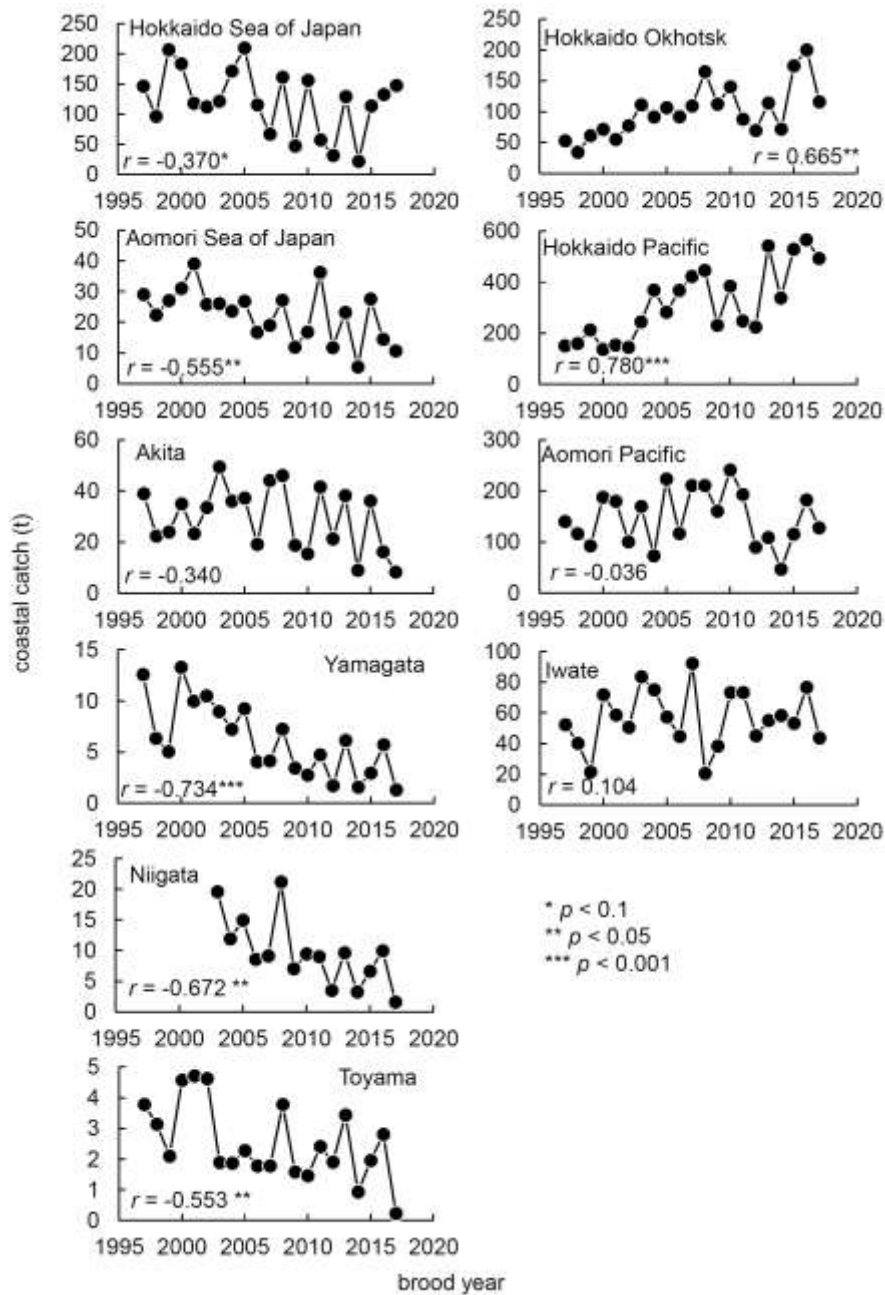 coastal catch (t)
Hokkaido Sea of Japan
250
200
150
100
50
0
r = -0.370*
1995 2000 2005 2010 2015 2020
Hokkaido Okhotsk
250
200
150
100
50
0
r = 0.665**
1995 2000 2005 2010 2015 2020
Aomori Sea of Japan
50
40
30
20
10
0
r = -0.555**
1995 2000 2005 2010 2015 2020
Hokkaido Pacific
600
400
200
0
r = 0.780***
1995 2000 2005 2010 2015 2020
Akita
60
40
20
0
r = -0.340
1995 2000 2005 2010 2015 2020
Aomori Pacific
300
200
100
0
r = -0.036
1995 2000 2005 2010 2015 2020
Yamagata
15
10
5
0
r = -0.734***
1995 2000 2005 2010 2015 2020
Iwate
100
80
60
40
20
0
r = 0.104
1995 2000 2005 2010 2015 2020
Niigata
25
20
15
10
5
0
r = -0.672 **
1995 2000 2005 2010 2015 2020
* p < 0.1
** p < 0.05
*** p < 0.001
Toyama
5
4
3
2
1
0
r = -0.553 **
1995 2000 2005 2010 2015 2020
brood year